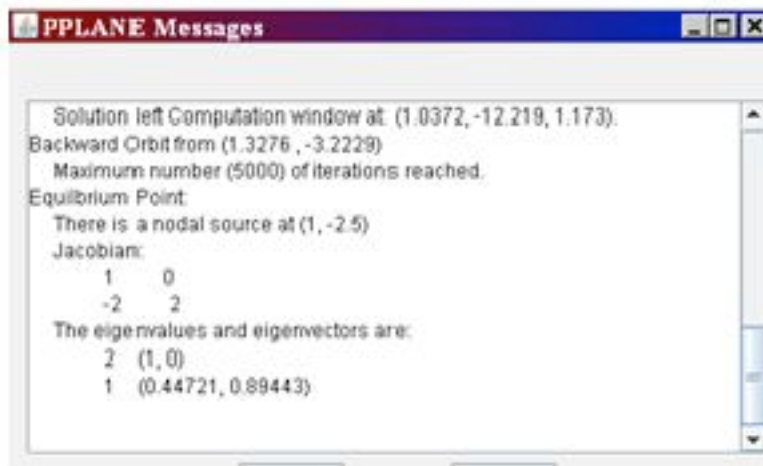 PPLANE Messages
Solution left Computation window at: (1.0372, -12.219, 1.173).
Backward Orbit from (1.3276 , -3.2229)
Maximum number (5000) of iterations reached.
Equilbrium Point:
There is a nodal source at (1, -2.5)
Jacobian:
1 0
-2 2
The eigenvalues and eigenvectors are:
2 (1, 0)
1 (0.44721, 0.89443)